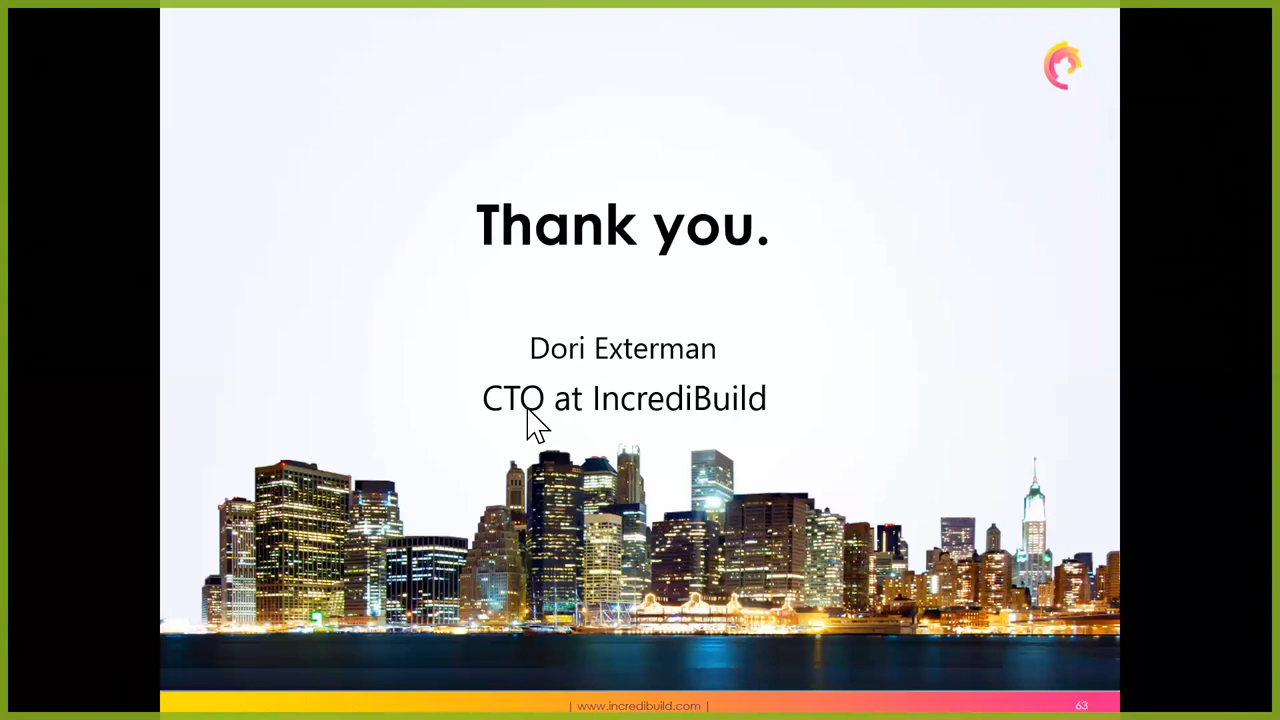 Thank you.
Dori Exterman
CTO at IncrediBuild
| www.incredibuild.com |
63